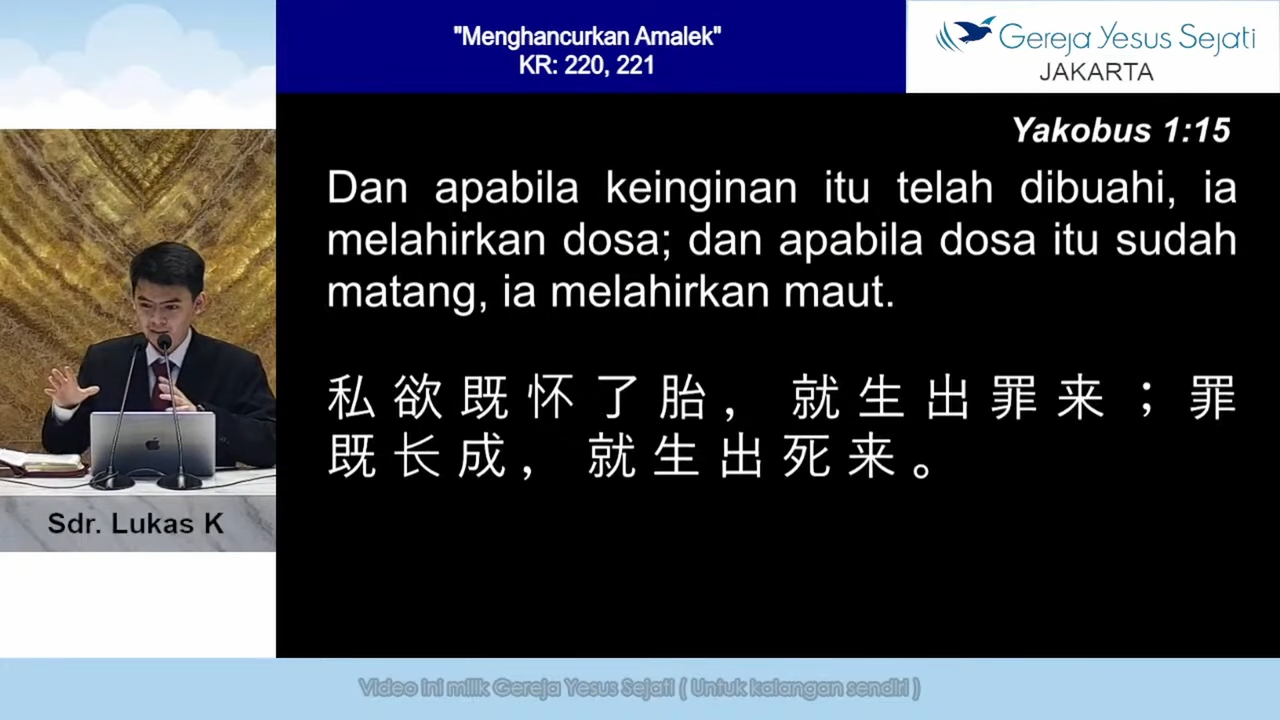 "Menghancurkan Amalek"
KR: 220, 221
Gereja Yesus Sejati
JAKARTA
Yakobus 1:15
Dan apabila keinginan itu telah dibuahi, ia
melahirkan dosa; dan apabila dosa itu sudah
matang, ia melahirkan maut.
私欲既怀了胎，就生出罪来；罪
既长成，就生出死来。
Sdr. Lukas K
Video ini milik Gereja Yesus Sejati ( Untuk kalangan sendiri )